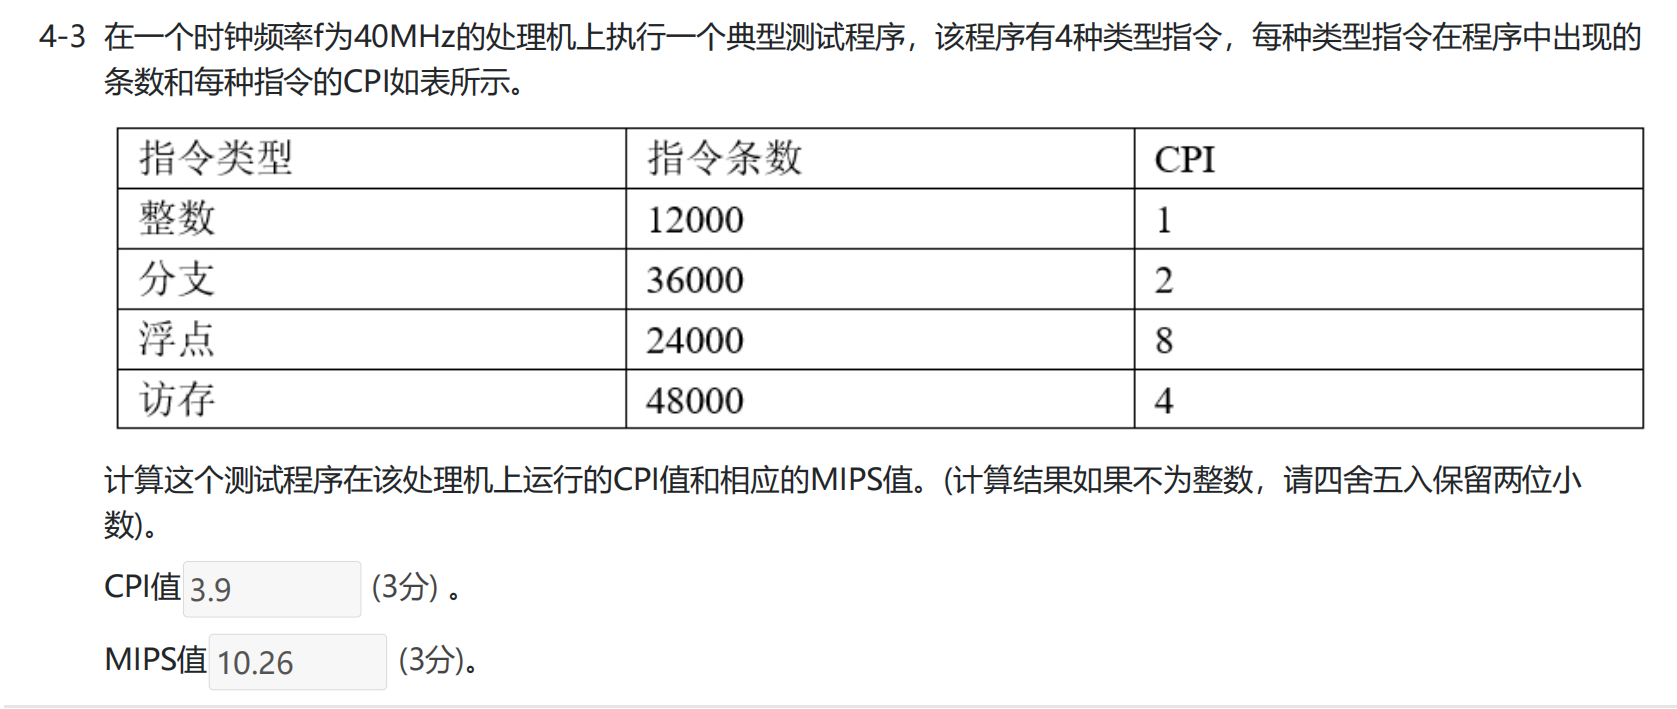 4-3 在一个时钟频率f为40MHz的处理机上执行一个典型测试程序，该程序有4种类型指令，每种类型指令在程序中出现的
条数和每种指令的CPI如表所示。
指令类型 指令条数 CPI
整数 12000 1
分支 36000 2
浮点 24000 8
访存 48000 4
计算这个测试程序在该处理机上运行的CPI值和相应的MIPS值。(计算结果如果不为整数，请四舍五入保留两位小
数)。
CPI值 3.9 (3分) 。
MIPS值 10.26 (3分)。